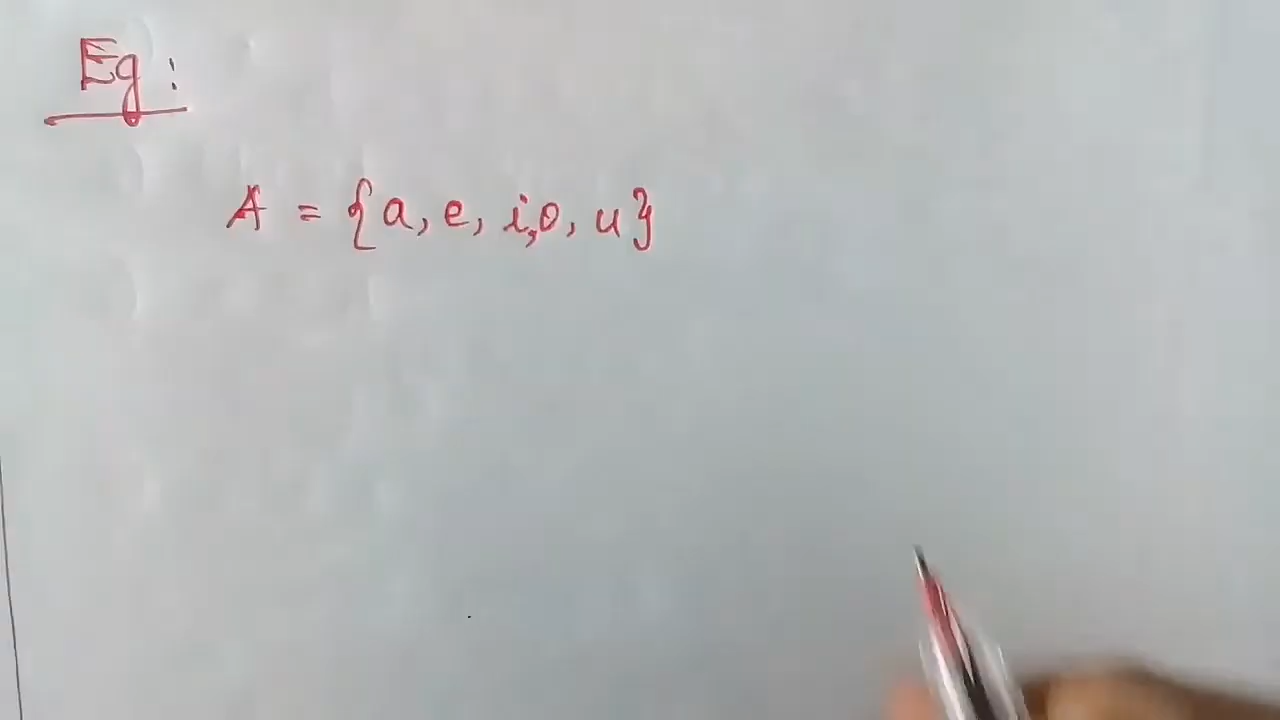 Eg :
A = {a, e, i, o, u}